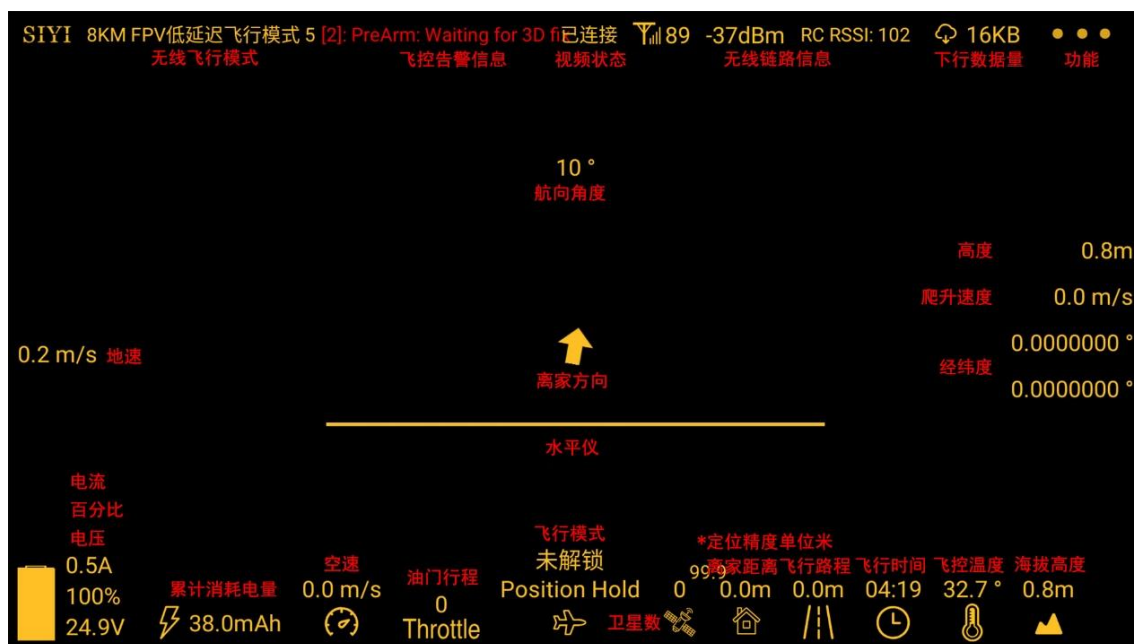 SIYI 8KM FPV低延迟飞行模式 5 [2]: PreArm: Waiting for 3D fix 已连接 89 -37dBm RC RSSI: 102 16KB
无线飞行模式 飞控告警信息 视频状态 无线链路信息 下行数据量 功能
10 °
航向角度
高度 0.8m
爬升速度 0.0 m/s
0.2 m/s 地速
离家方向
经纬度
0.0000000 °
0.0000000 °
水平仪
电流
百分比
电压
0.5A
100%
24.9V
累计消耗电量
38.0mAh
空速
0.0 m/s
油门行程
0
Throttle
飞行模式
未解锁
Position Hold
*定位精度单位米
99.9
0
卫星数
离家距离
0.0m
飞行路程
0.0m
飞行时间
04:19
飞控温度
32.7 °
海拔高度
0.8m